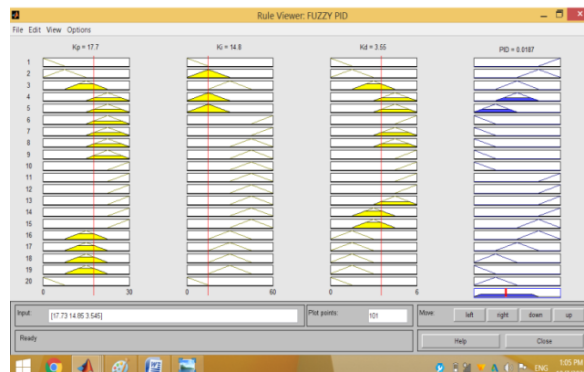 Rule Viewer: FUZZY PID
File Edit View Options
Kp = 17.7 Ki = 14.8 Kd = 3.55 PID = 0.0187
1
2
3
4
5
6
7
8
9
10
11
12
13
14
15
16
17
18
19
20
0 30 0 60 0 6
Input: [17.73 14.85 3.545] Plot points: 101 Move: left right down up
Ready Help Close
ENG 1:05 PM